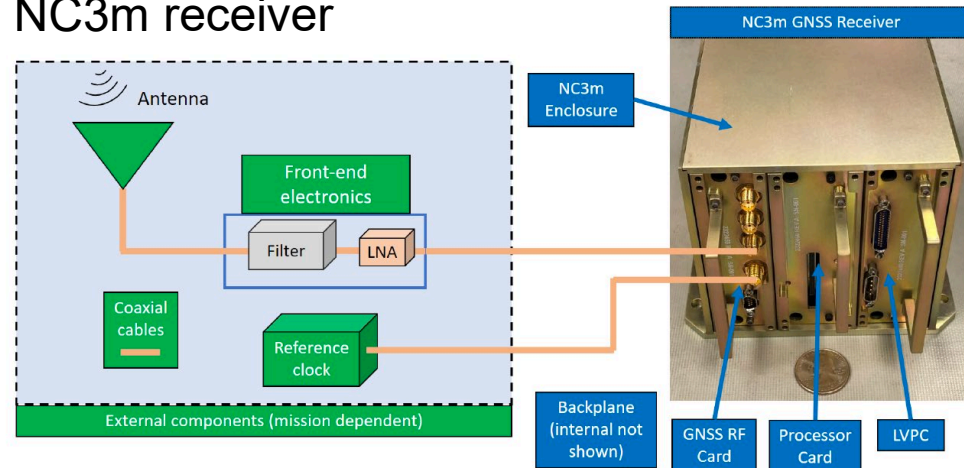 NC3m receiver
NC3m GNSS Receiver
Antenna
NC3m
Enclosure
Front-end
electronics
Filter
LNA
Coaxial
cables
Reference
clock
External components (mission dependent)
Backplane
(internal not
shown)
GNSS RF
Card
Processor
Card
LVPC